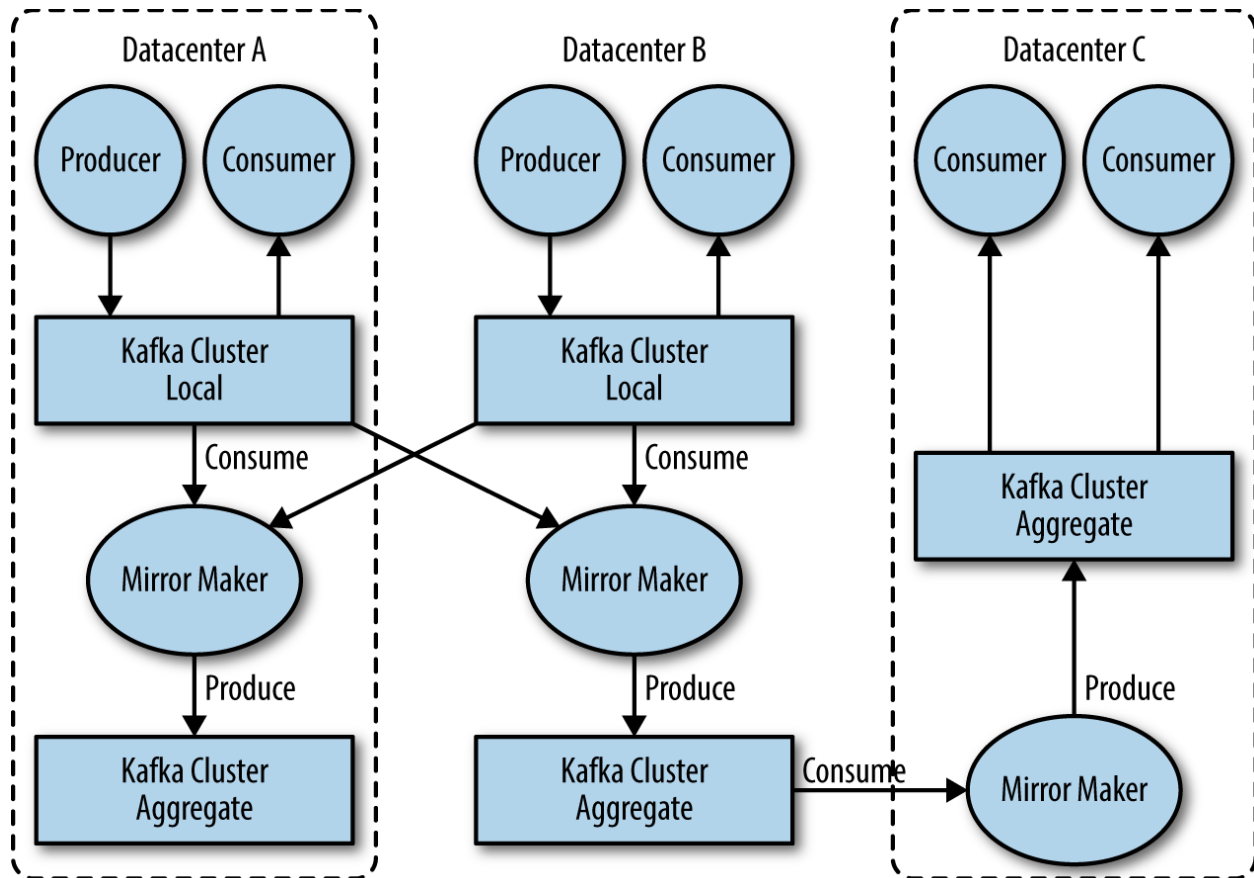 Datacenter A
Datacenter B
Datacenter C
Producer
Consumer
Producer
Consumer
Consumer
Consumer
Kafka Cluster
Local
Kafka Cluster
Local
Consume
Consume
Kafka Cluster
Aggregate
Mirror Maker
Mirror Maker
Produce
Produce
Produce
Kafka Cluster
Aggregate
Kafka Cluster
Aggregate
Consume
Mirror Maker